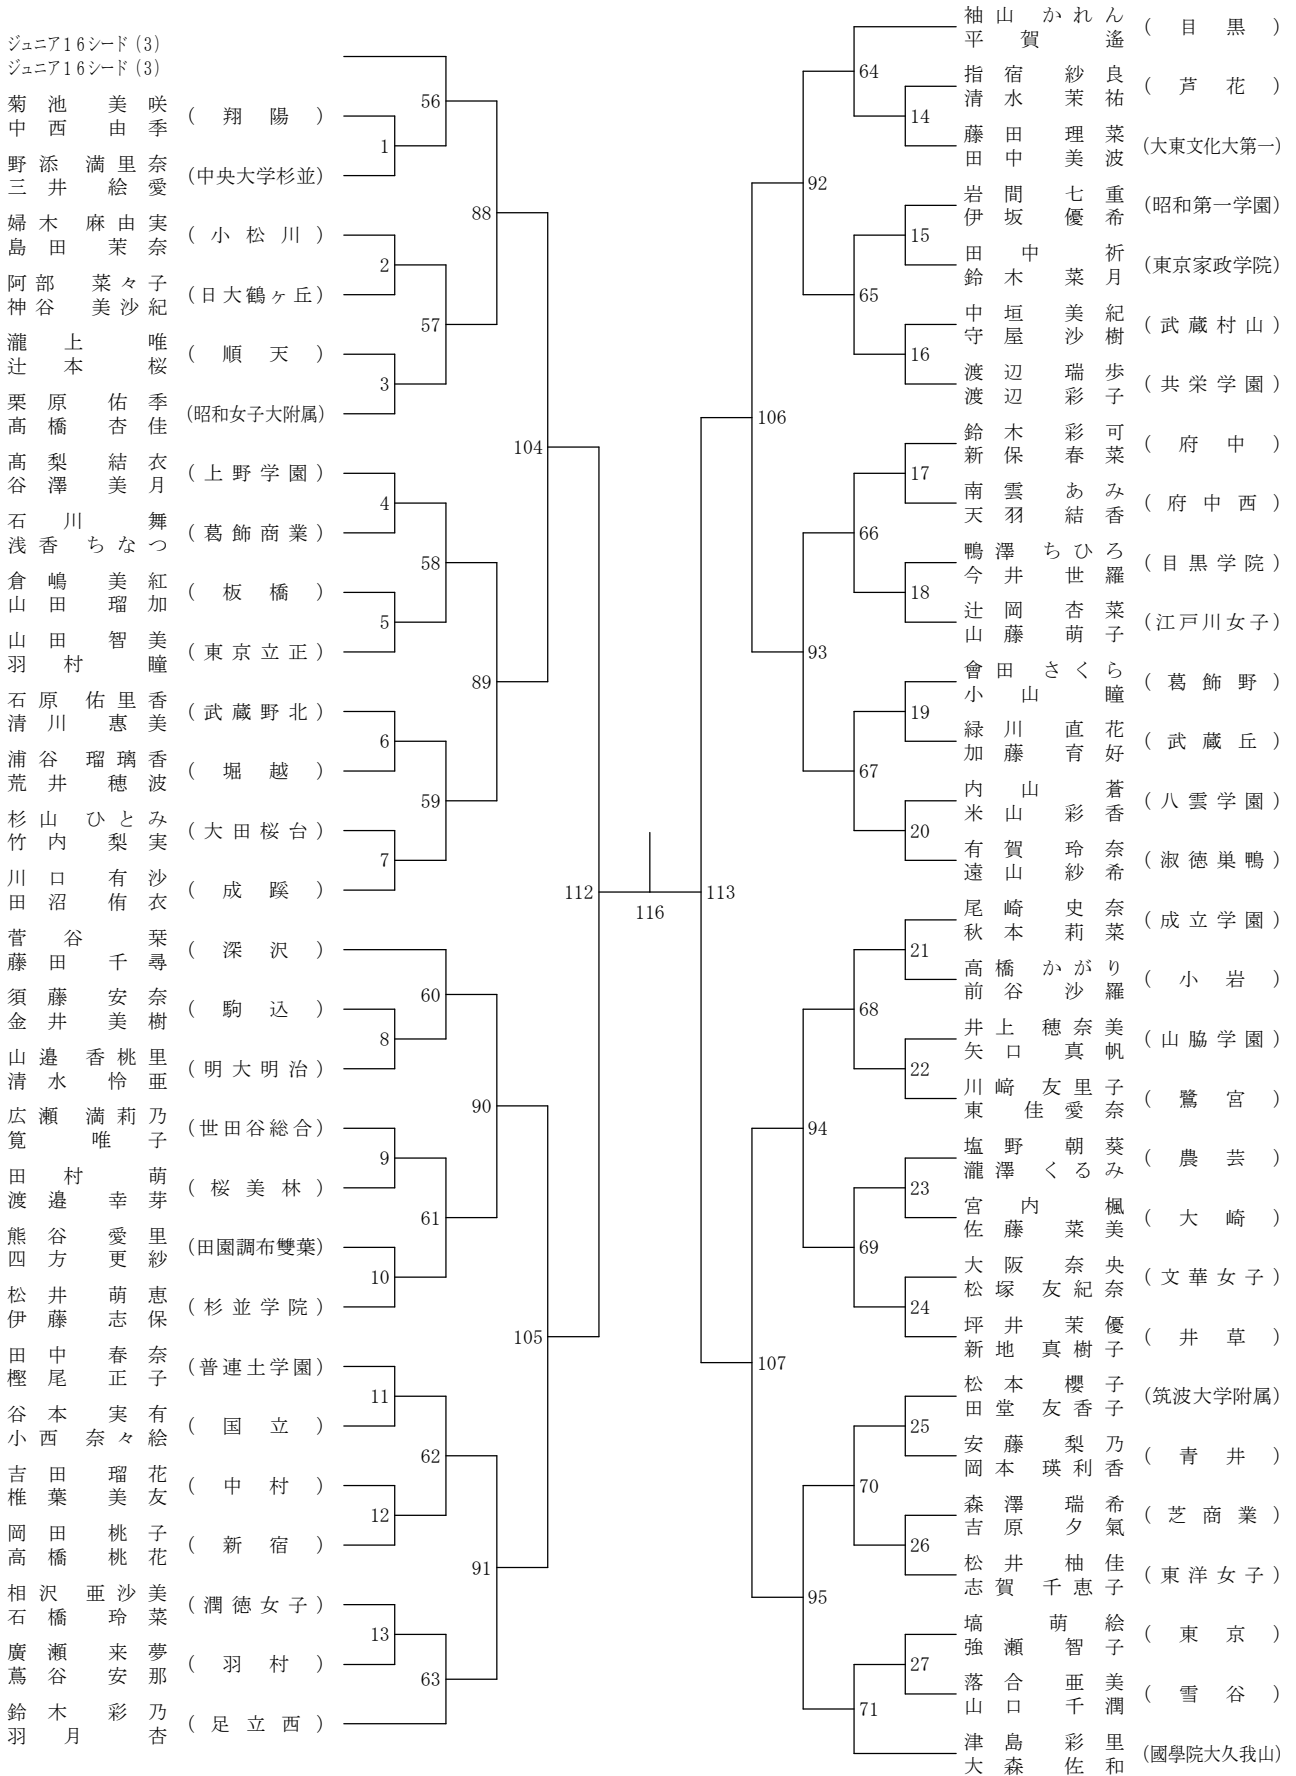 ジュニア16シード(3)
ジュニア16シード(3)
菊池 美咲
中西 由季 (翔陽)
野添 満里奈
三井 絵愛 (中央大学杉並)
婦木 麻由実
島田 茉奈 (小松川)
阿部 菜々子
神谷 美沙紀 (日大鶴ヶ丘)
瀧上 唯
辻本 桜 (順天)
栗原 佑季
髙橋 杏佳 (昭和女子大附属)
髙梨 結衣
谷澤 美月 (上野学園)
石川 舞
浅香 ちなつ (葛飾商業)
倉嶋 美紅
山田 瑠加 (板橋)
山田 智美
羽村 瞳 (東京立正)
石原 佑里香
清川 惠美 (武蔵野北)
浦谷 瑠璃香
荒井 穂波 (堀越)
杉山 ひとみ
竹内 梨実 (大田桜台)
川口 有沙
田沼 侑衣 (成蹊)
菅谷 栞
藤田 千尋 (深沢)
須藤 安奈
金井 美樹 (駒込)
山邉 香桃里
清水 怜亜 (明大明治)
広瀬 満莉乃
筧 唯子 (世田谷総合)
田村 萌
渡邉 幸芽 (桜美林)
熊谷 愛里
四方 更紗 (田園調布雙葉)
松井 萌恵
伊藤 志保 (杉並学院)
田中 春奈
樫尾 正子 (普連土学園)
谷本 実有
小西 奈々絵 (国立)
吉田 瑠花
椎葉 美友 (中村)
岡田 桃子
高橋 桃花 (新宿)
相沢 亜沙美
石橋 玲菜 (潤徳女子)
廣瀬 来夢
蔦谷 安那 (羽村)
鈴木 彩乃
羽月 杏 (足立西)
1
2
3
4
5
6
7
8
9
10
11
12
13
56
57
58
59
60
61
62
63
88
89
90
91
104
105
112
116
113
106
107
92
93
94
95
64
65
66
67
68
69
70
71
14
15
16
17
18
19
20
21
22
23
24
25
26
27
袖山 かれん
平賀 遙 (目黒)
指宿 紗良
清水 茉祐 (芦花)
藤田 理菜
田中 美波 (大東文化大第一)
岩間 七重
伊坂 優希 (昭和第一学園)
田中 祈
鈴木 菜月 (東京家政学院)
中垣 美紀
守屋 沙樹 (武蔵村山)
渡辺 瑞歩
渡辺 彩子 (共栄学園)
鈴木 彩可
新保 春菜 (府中)
南雲 あみ
天羽 結香 (府中西)
鴨澤 ちひろ
今井 世羅 (目黒学院)
辻岡 杏菜
山藤 萌子 (江戸川女子)
會田 さくら
小山 瞳 (葛飾野)
緑川 直花
加藤 育好 (武蔵丘)
内山 蒼
米山 彩香 (八雲学園)
有賀 玲奈
遠山 紗希 (淑徳巣鴨)
尾崎 史奈
秋本 莉菜 (成立学園)
高橋 かがり
前谷 沙羅 (小岩)
井上 穂奈美
矢口 真帆 (山脇学園)
川﨑 友里子
東 佳愛奈 (鷺宮)
塩野 朝葵
瀧澤 くるみ (農芸)
宮内 楓
佐藤 菜美 (大崎)
大阪 奈央
松塚 友紀奈 (文華女子)
坪井 茉優
新地 真樹子 (井草)
松本 櫻子
田堂 友香子 (筑波大学附属)
安藤 梨乃
岡本 瑛利香 (青井)
森澤 瑞希
吉原 夕氣 (芝商業)
松井 柚佳
志賀 千恵子 (東洋女子)
塙 萌絵
強瀬 智子 (東京)
落合 亜美
山口 千潤 (雪谷)
津島 彩里
大森 佐和 (國學院大久我山)